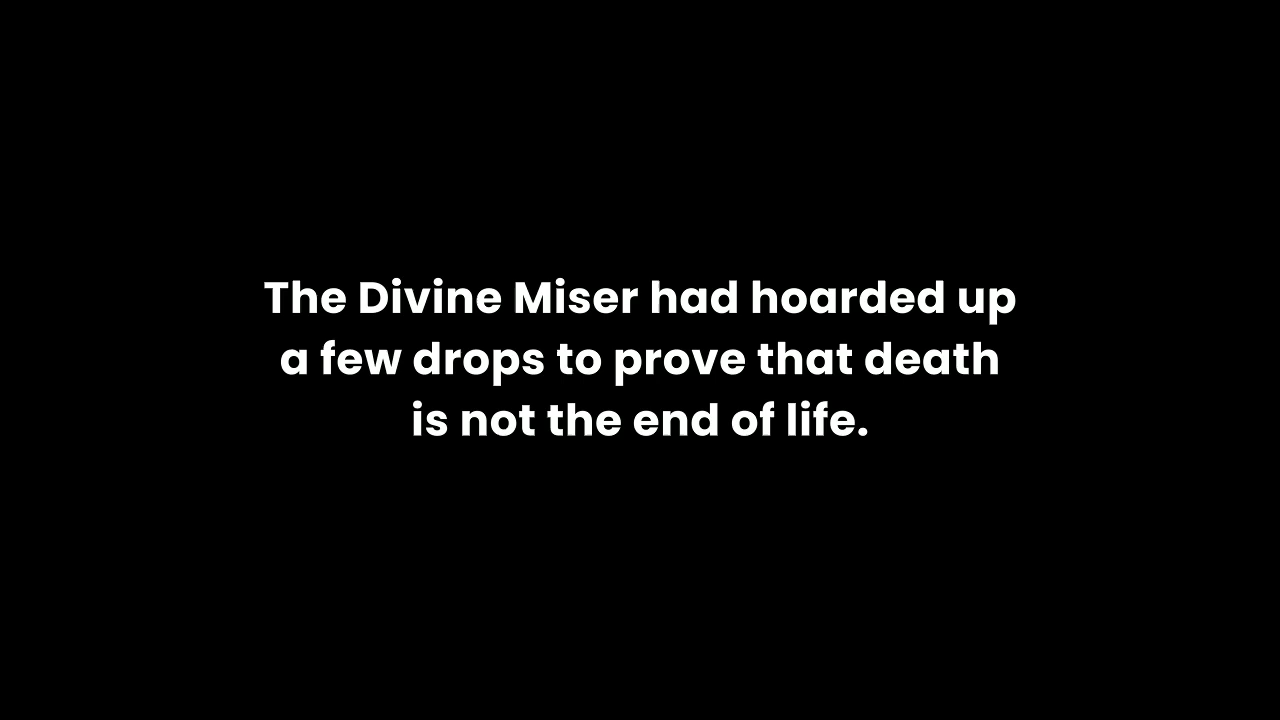 The Divine Miser had hoarded up
a few drops to prove that death
is not the end of life.